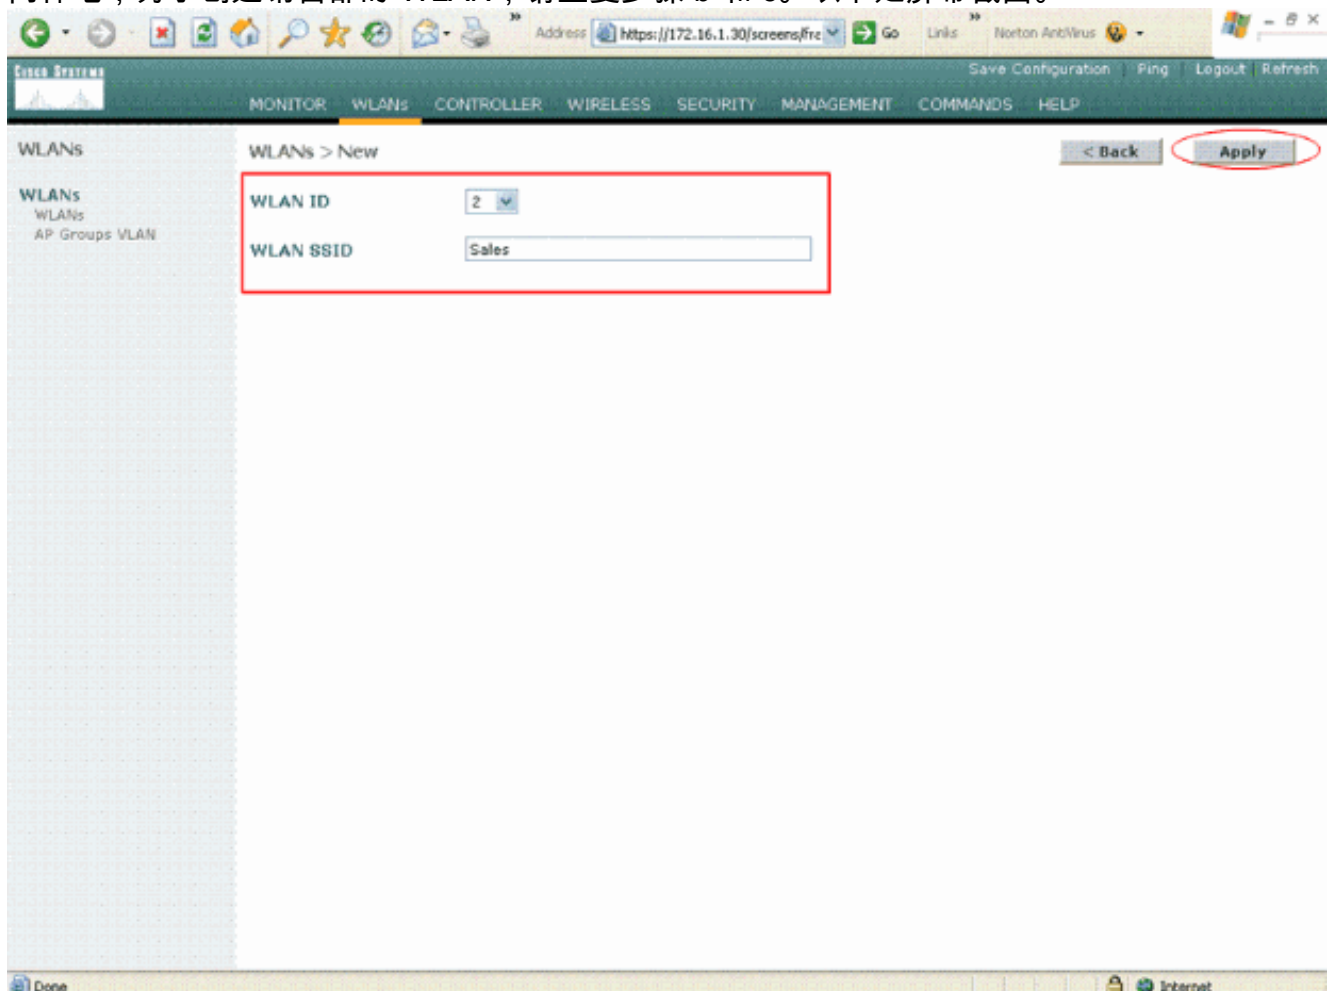 Address https://172.16.1.30/screens/fra Go Links » Norton AntiVirus
CISCO SYSTEMS
Save Configuration | Ping | Logout | Refresh
MONITOR WLANs CONTROLLER WIRELESS SECURITY MANAGEMENT COMMANDS HELP
WLANs
WLANs > New
< Back
Apply
WLANs
WLANs
AP Groups VLAN
WLAN ID
2
WLAN SSID
Sales
Done
Internet